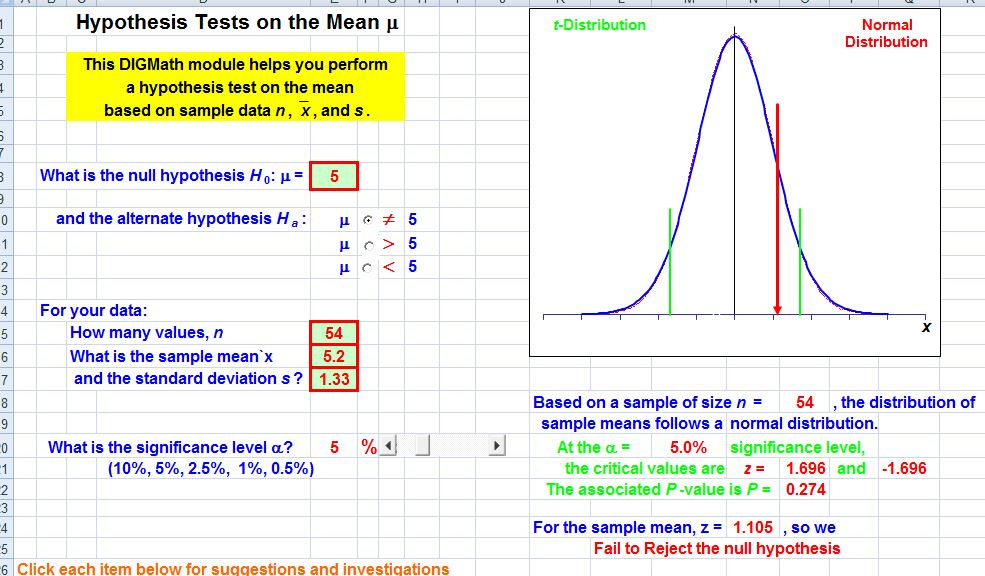 Hypothesis Tests on the Mean μ
This DIGMath module helps you perform
a hypothesis test on the mean
based on sample data n, x̅, and s.
What is the null hypothesis H0: μ = 5
and the alternate hypothesis Ha: μ ≠ 5
μ > 5
μ < 5
For your data:
How many values, n 54
What is the sample mean`x 5.2
and the standard deviation s? 1.33
What is the significance level α? 5 %
(10%, 5%, 2.5%, 1%, 0.5%)
Click each item below for suggestions and investigations
t-Distribution
Normal
Distribution
x
Based on a sample of size n = 54 , the distribution of
sample means follows a normal distribution.
At the α = 5.0% significance level,
the critical values are z = 1.696 and -1.696
The associated P-value is P = 0.274
For the sample mean, z = 1.105 , so we
Fail to Reject the null hypothesis